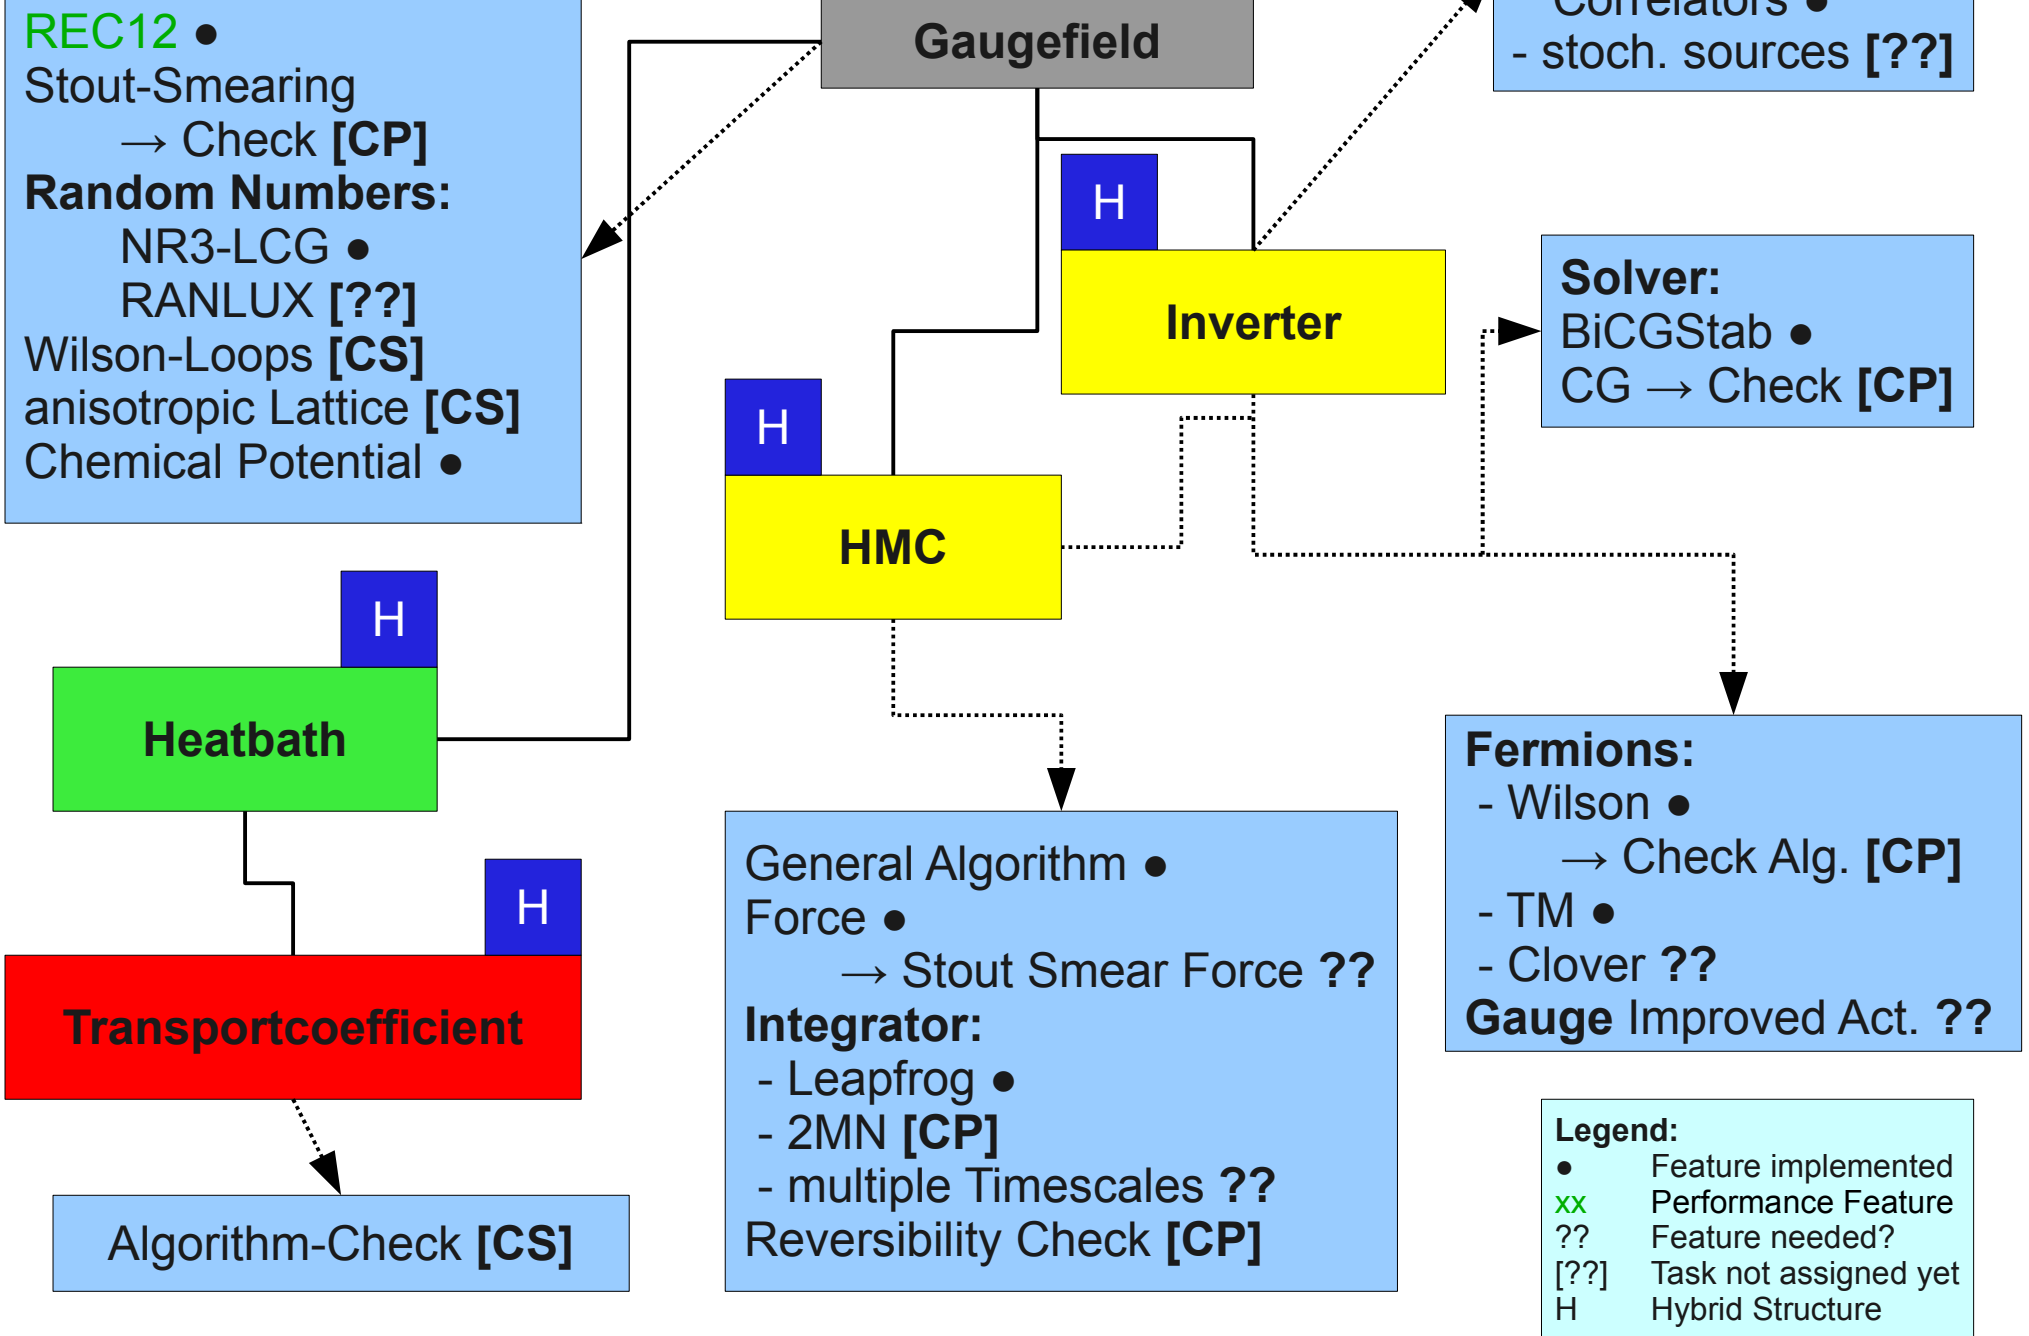 REC12 ●
Stout-Smearing
→ Check [CP]
Random Numbers:
NR3-LCG ●
RANLUX [??]
Wilson-Loops [CS]
anisotropic Lattice [CS]
Chemical Potential ●
Gaugefield
Correlators ●
- stoch. sources [??]
H
Inverter
Solver:
BiCGStab ●
CG → Check [CP]
H
HMC
H
Heatbath
H
Transportcoefficient
Algorithm-Check [CS]
General Algorithm ●
Force ●
→ Stout Smear Force ??
Integrator:
- Leapfrog ●
- 2MN [CP]
- multiple Timescales ??
Reversibility Check [CP]
Fermions:
- Wilson ●
→ Check Alg. [CP]
- TM ●
- Clover ??
Gauge Improved Act. ??
Legend:
● Feature implemented
xx Performance Feature
?? Feature needed?
[??] Task not assigned yet
H Hybrid Structure